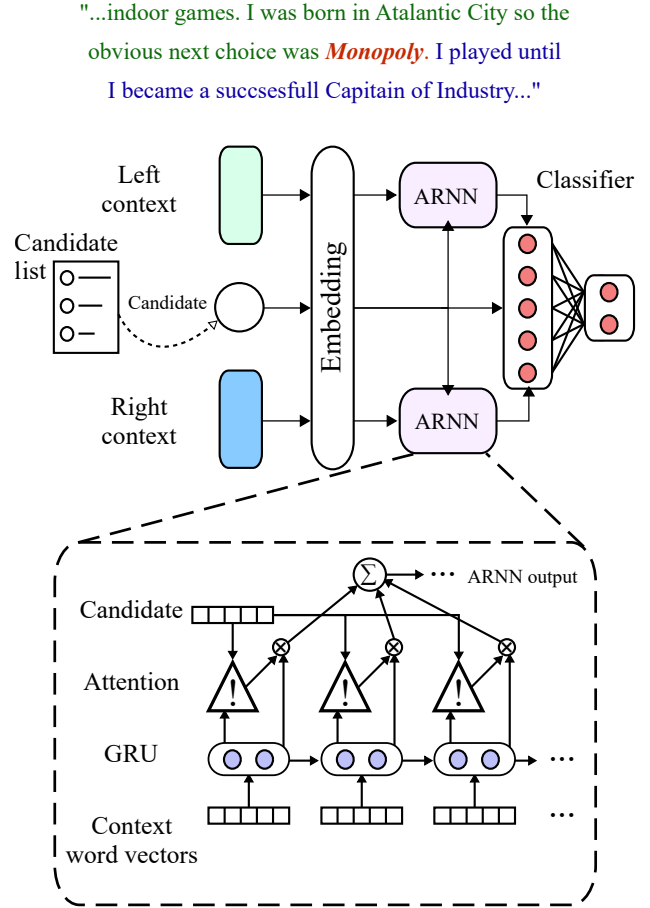 "...indoor games. I was born in Atalantic City so the
obvious next choice was Monopoly. I played until
I became a succsesfull Capitain of Industry..."
Left
context
ARNN
Classifier
Candidate
list
Candidate
Embedding
Right
context
ARNN
Σ
... ARNN output
Candidate
Attention
! ! !
GRU
...
Context
word vectors
...